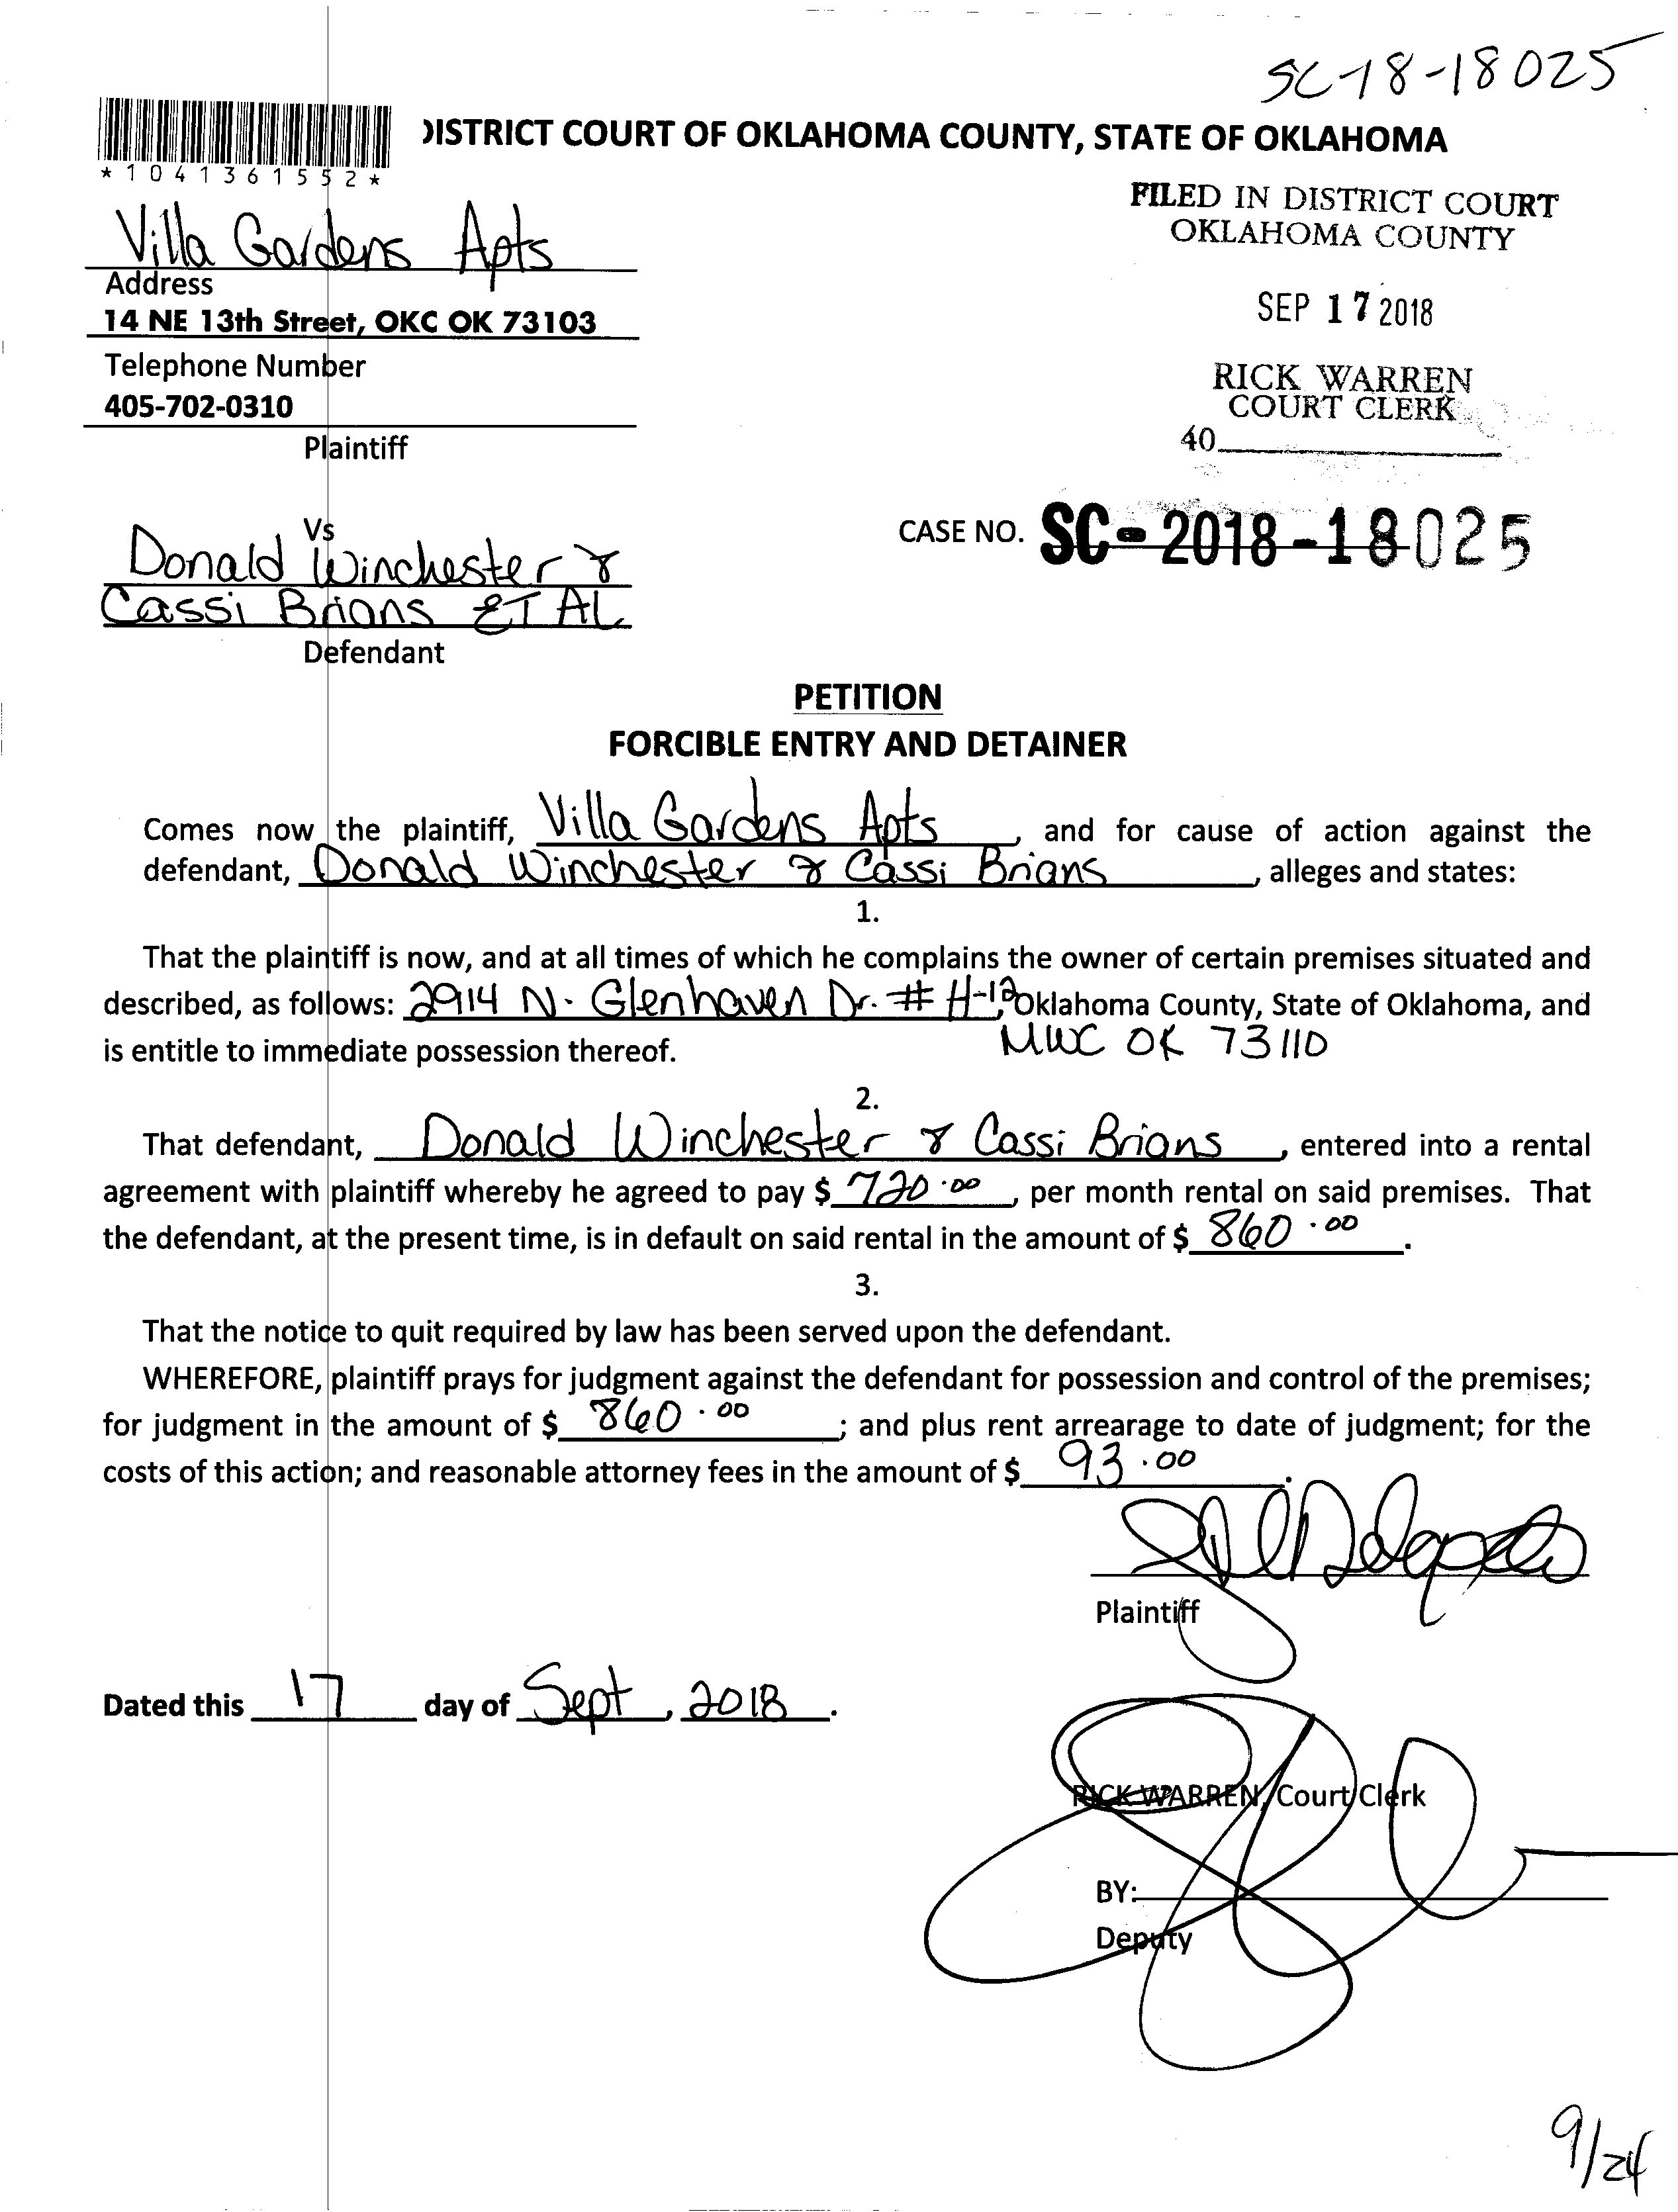 SC-18-18025
DISTRICT COURT OF OKLAHOMA COUNTY, STATE OF OKLAHOMA
*1041361552*
FILED IN DISTRICT COURT
OKLAHOMA COUNTY
Villa Gardens Apts
Address
14 NE 13th Street, OKC OK 73103
SEP 17 2018
Telephone Number
405-702-0310
RICK WARREN
COURT CLERK
40
Plaintiff
Vs
CASE NO. SC-2018-18025
Donald Winchester &
Cassi Brians ET AL
Defendant
PETITION
FORCIBLE ENTRY AND DETAINER
Comes now the plaintiff, Villa Gardens Apts, and for cause of action against the
defendant, Donald Winchester & Cassi Brians, alleges and states:
1.
That the plaintiff is now, and at all times of which he complains the owner of certain premises situated and
described, as follows: 2914 N. Glenhaven Dr. # H-12, Oklahoma County, State of Oklahoma, and
is entitle to immediate possession thereof. MWC OK 73110
2.
That defendant, Donald Winchester & Cassi Brians, entered into a rental
agreement with plaintiff whereby he agreed to pay $ 720.00, per month rental on said premises. That
the defendant, at the present time, is in default on said rental in the amount of $ 860.00.
3.
That the notice to quit required by law has been served upon the defendant.
WHEREFORE, plaintiff prays for judgment against the defendant for possession and control of the premises;
for judgment in the amount of $ 860.00; and plus rent arrearage to date of judgment; for the
costs of this action; and reasonable attorney fees in the amount of $ 93.00.
Plaintiff
Dated this 17 day of Sept, 2018.
RICK WARREN, Court Clerk
BY:
Deputy
9/24